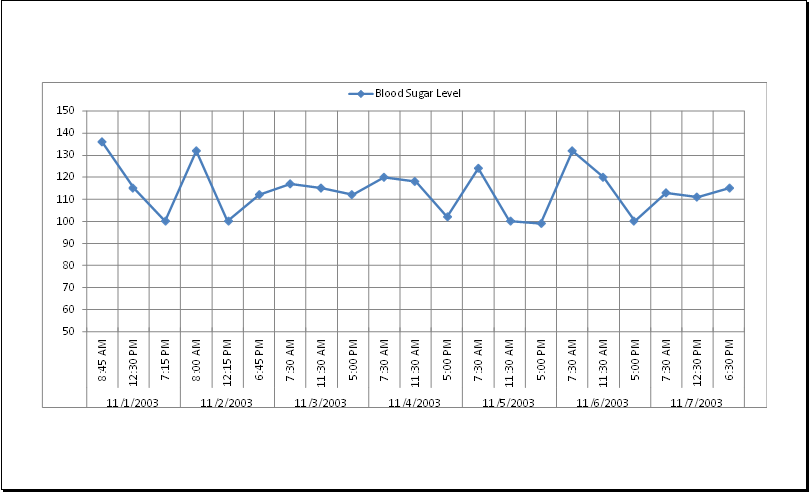 Blood Sugar Level
150
140
130
120
110
100
90
80
70
60
50
8:45 AM
12:30 PM
7:15 PM
8:00 AM
12:15 PM
6:45 PM
7:30 AM
11:30 AM
5:00 PM
7:30 AM
11:30 AM
5:00 PM
7:30 AM
11:30 AM
5:00 PM
7:30 AM
11:30 AM
5:00 PM
7:30 AM
12:30 PM
6:30 PM
11/1/2003 11/2/2003 11/3/2003 11/4/2003 11/5/2003 11/6/2003 11/7/2003